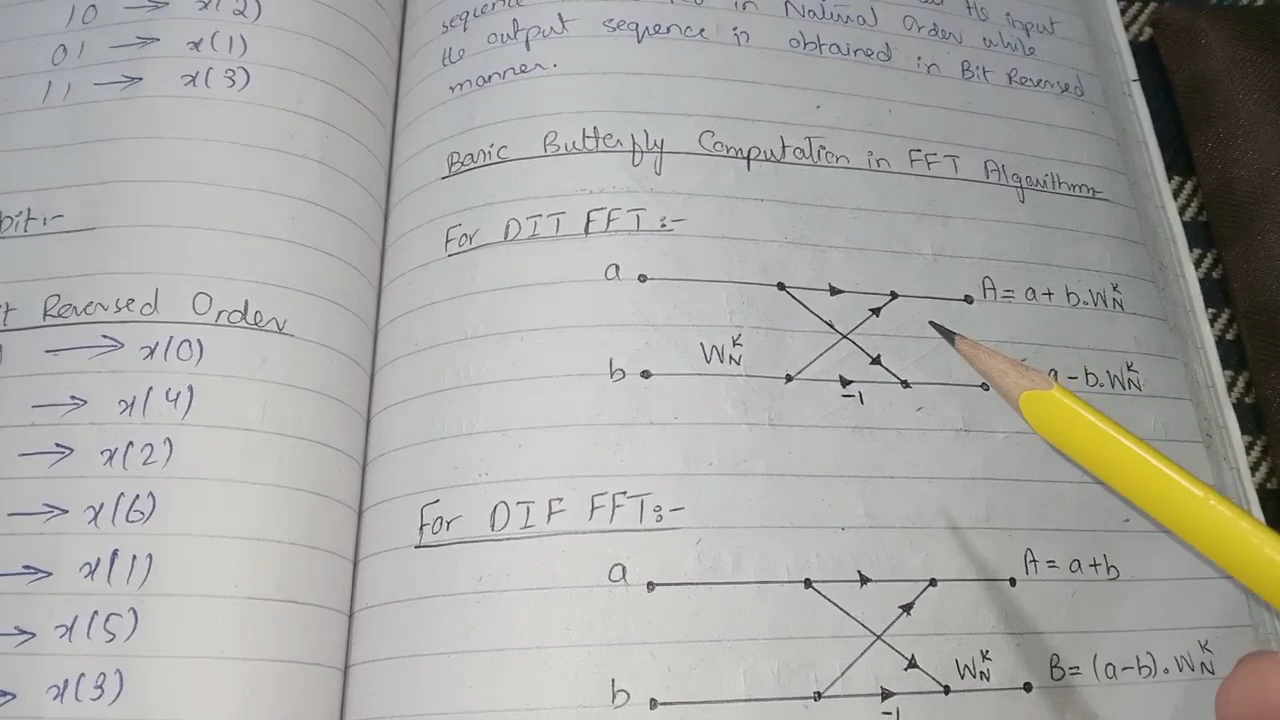 10 → x(2)
01 → x(1)
11 → x(3)
bit:-
Reversed Order
→ x(0)
→ x(4)
→ x(2)
→ x(6)
→ x(1)
→ x(5)
→ x(3)
sequence in Natural Order while
the output sequence is obtained in Bit Reversed
manner.
Basic Butterfly Computation in FFT Algorithm
For DIT FFT:-
a
A = a + b.W_N^K
b
W_N^K
-1
a - b.W_N^K
For DIF FFT:-
a
A = a+b
b
-1
W_N^K
B = (a-b).W_N^K